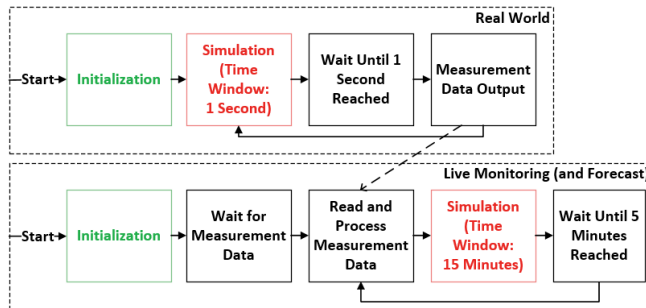 Real World
Start
Initialization
Simulation
(Time
Window:
1 Second)
Wait Until 1
Second
Reached
Measurement
Data Output
Live Monitoring (and Forecast)
Start
Initialization
Wait for
Measurement
Data
Read and
Process
Measurement
Data
Simulation
(Time
Window:
15 Minutes)
Wait Until 5
Minutes
Reached